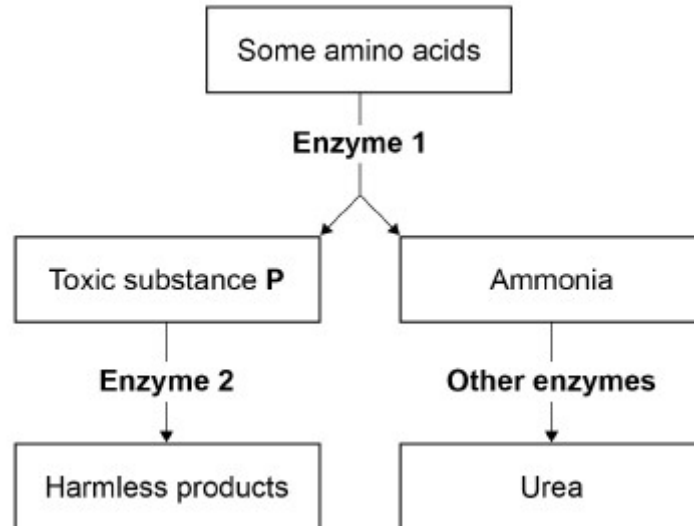 Some amino acids
Enzyme 1
Toxic substance P
Ammonia
Enzyme 2
Other enzymes
Harmless products
Urea